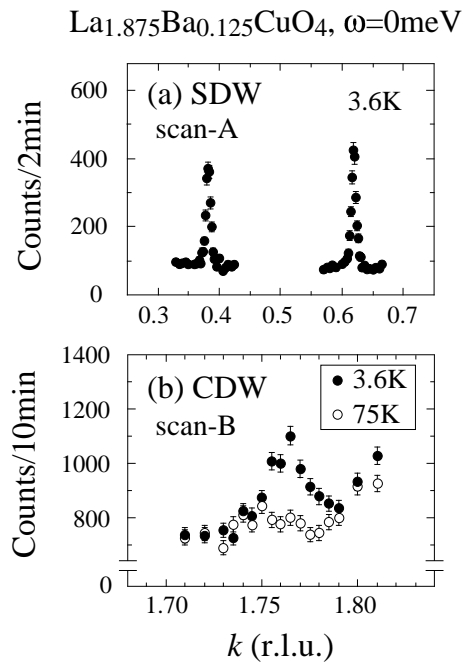 La1.875Ba0.125CuO4, ω=0meV
(a) SDW
3.6K
scan-A
Counts/2min
600
400
200
0
0.3 0.4 0.5 0.6 0.7
(b) CDW
3.6K
75K
scan-B
Counts/10min
1400
1200
1000
800
0
1.70 1.75 1.80
k (r.l.u.)